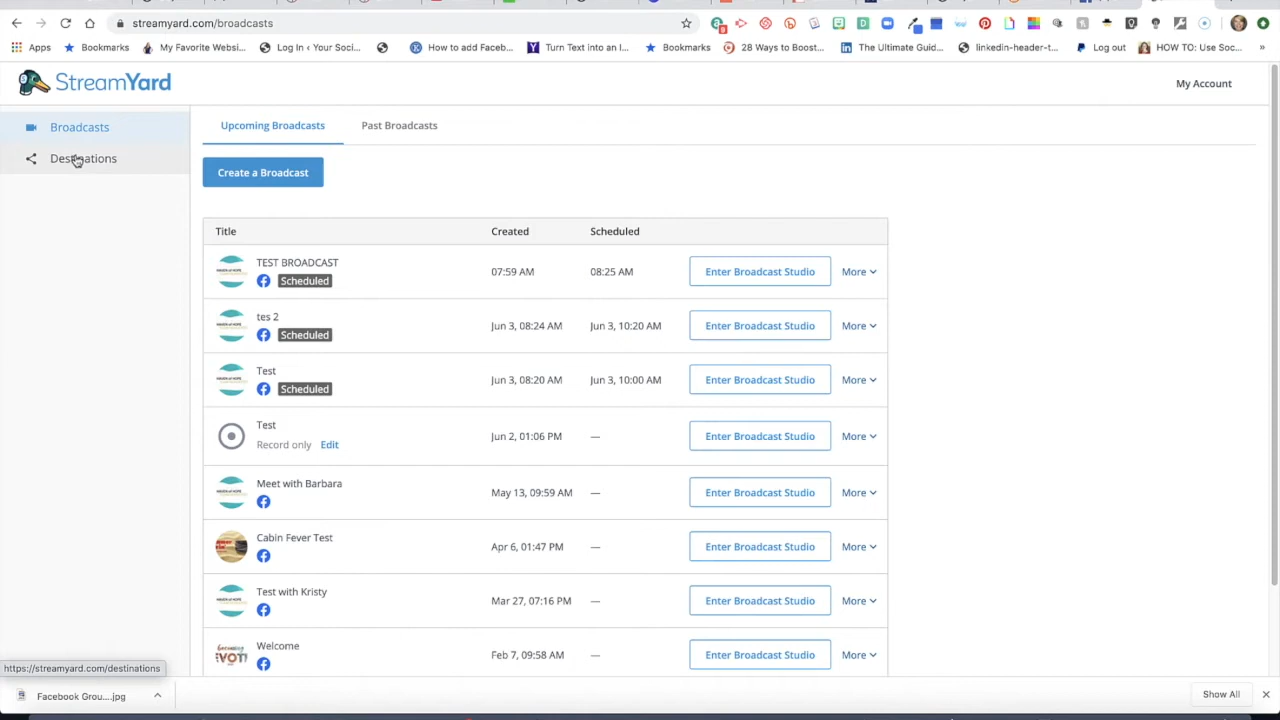 streamyard.com/broadcasts
Apps Bookmarks My Favorite Websi... Log In ‹ Your Soci... How to add Faceb... Turn Text into an I... Bookmarks 28 Ways to Boost... The Ultimate Guid... linkedin-header-t... Log out HOW TO: Use Soc... »
StreamYard
My Account
Broadcasts
Destinations
Upcoming Broadcasts Past Broadcasts
Create a Broadcast
Title Created Scheduled
TEST BROADCAST
Scheduled
07:59 AM 08:25 AM Enter Broadcast Studio More
tes 2
Scheduled
Jun 3, 08:24 AM Jun 3, 10:20 AM Enter Broadcast Studio More
Test
Scheduled
Jun 3, 08:20 AM Jun 3, 10:00 AM Enter Broadcast Studio More
Test
Record only Edit
Jun 2, 01:06 PM — Enter Broadcast Studio More
Meet with Barbara
May 13, 09:59 AM — Enter Broadcast Studio More
Cabin Fever Test
Apr 6, 01:47 PM — Enter Broadcast Studio More
Test with Kristy
Mar 27, 07:16 PM — Enter Broadcast Studio More
Welcome
Feb 7, 09:58 AM — Enter Broadcast Studio More
https://streamyard.com/destinations
Facebook Grou....jpg
Show All